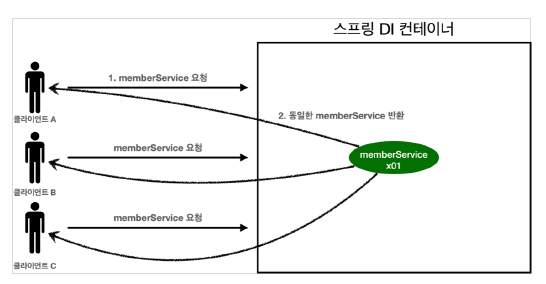 스프링 DI 컨테이너
1. memberService 요청
클라이언트 A
2. 동일한 memberService 반환
memberService 요청
memberService
x01
클라이언트 B
memberService 요청
클라이언트 C